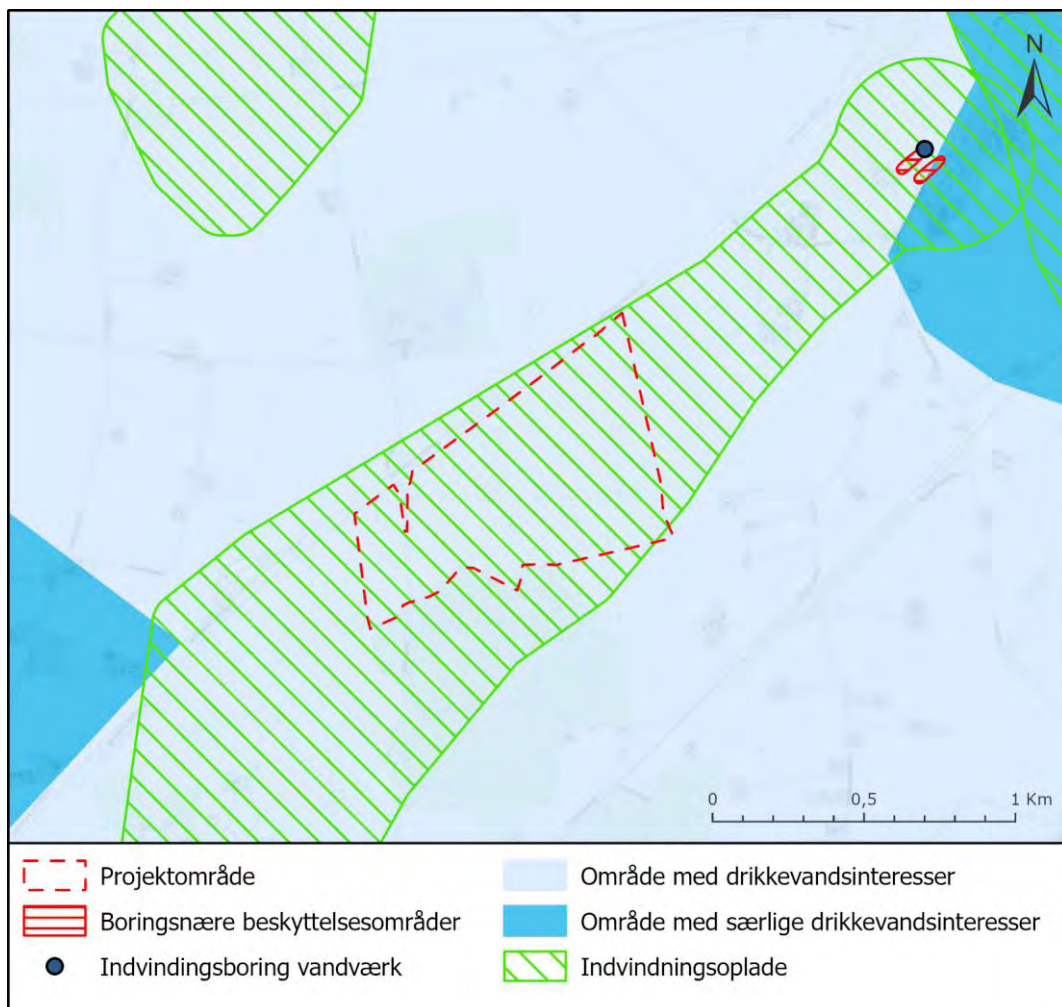 N
0 0,5 1 Km
Projektområde
Boringsnære beskyttelsesområder
Indvindingsboring vandværk
Område med drikkevandsinteresser
Område med særlige drikkevandsinteresser
Indvindningsoplade